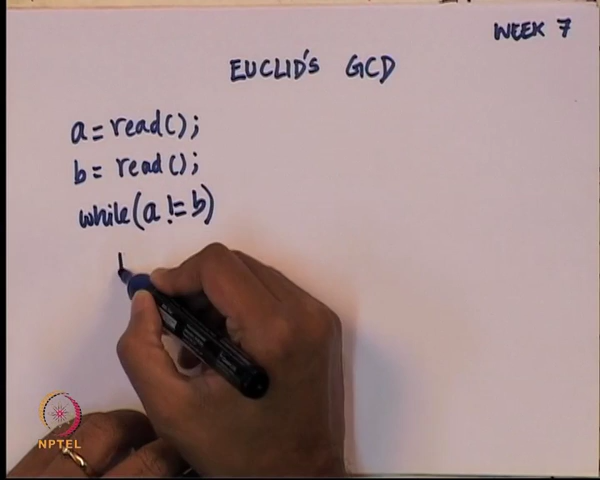 WEEK 7
EUCLID'S GCD
a = read();
b = read();
while(a != b)
NPTEL